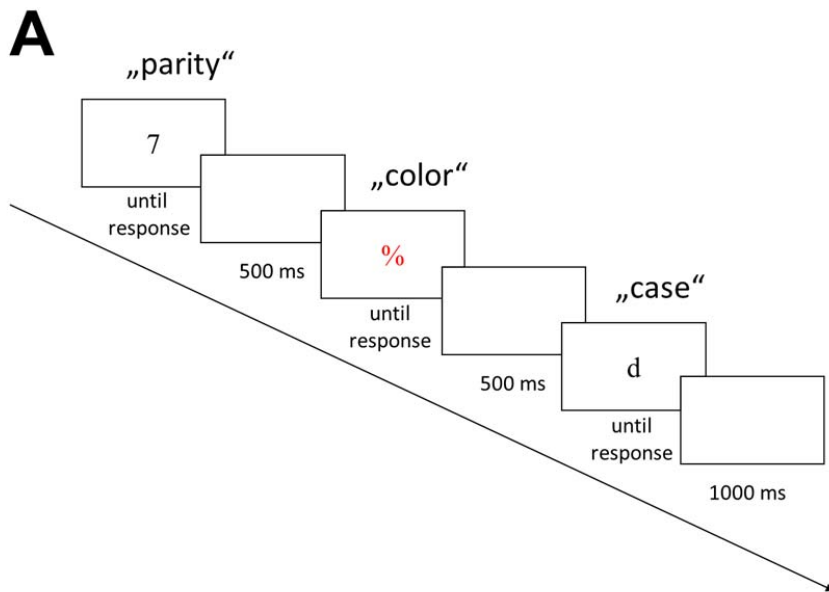 A
„parity“
7
until
response
500 ms
„color“
%
until
response
500 ms
„case“
d
until
response
1000 ms